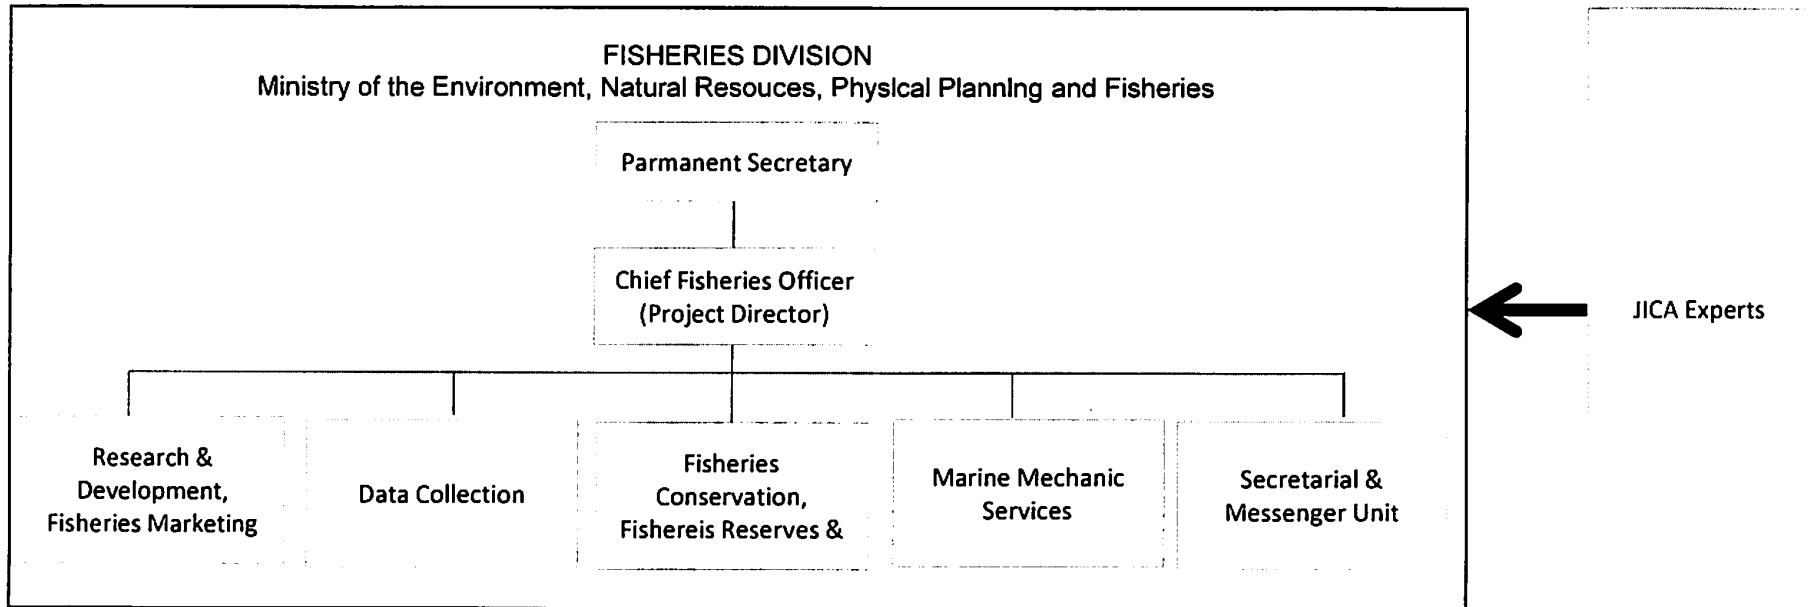 FISHERIES DIVISION
Ministry of the Environment, Natural Resouces, Physical Planning and Fisheries
Parmanent Secretary
Chief Fisheries Officer
(Project Director)
JICA Experts
Research &
Development,
Fisheries Marketing
Data Collection
Fisheries
Conservation,
Fishereis Reserves &
Marine Mechanic
Services
Secretarial &
Messenger Unit